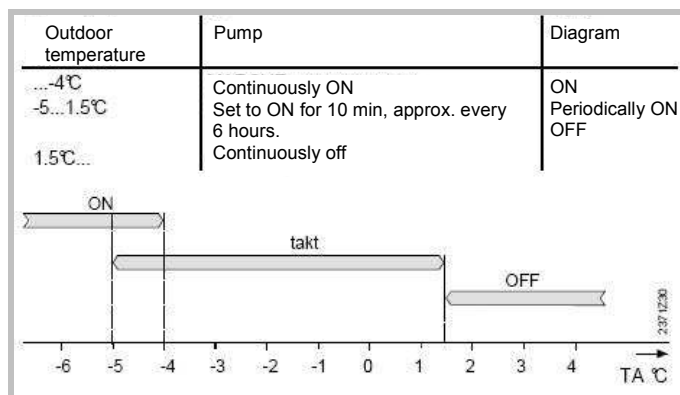 Outdoor temperature Pump Diagram
...-4°C Continuously ON ON
-5...1.5°C Set to ON for 10 min, approx. every 6 hours. Periodically ON
1.5°C... Continuously off OFF
ON
takt
OFF
-6 -5 -4 -3 -2 -1 0 1 2 3 4 TA °C
2371Z30